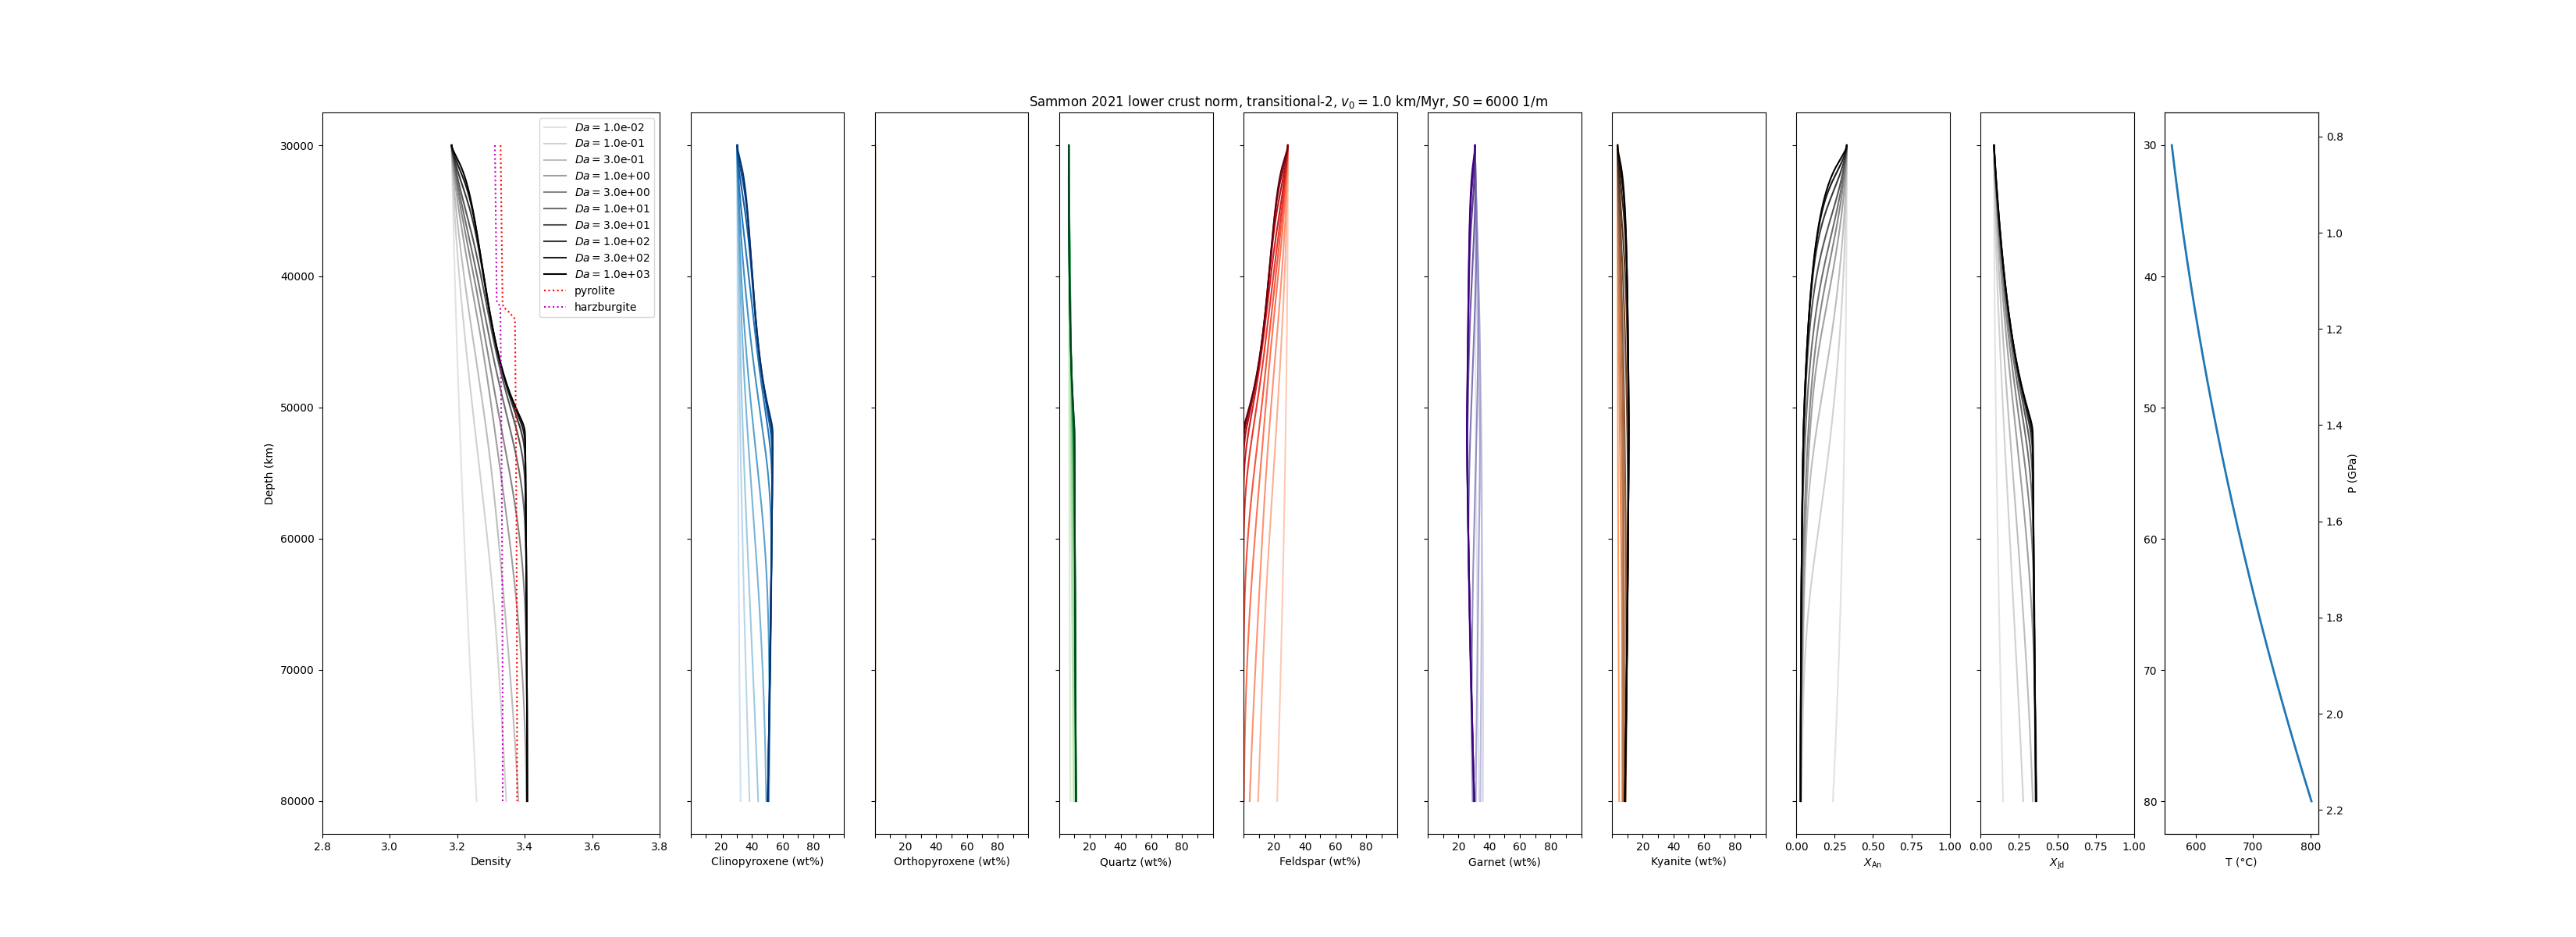 Sammon 2021 lower crust norm, transitional-2, v₀ = 1.0 km/Myr, S0 = 6000 1/m
Da = 1.0e-02
Da = 1.0e-01
Da = 3.0e-01
Da = 1.0e+00
Da = 3.0e+00
Da = 1.0e+01
Da = 3.0e+01
Da = 1.0e+02
Da = 3.0e+02
Da = 1.0e+03
pyrolite
harzburgite
Depth (km)
30000
40000
50000
60000
70000
80000
2.8 3.0 3.2 3.4 3.6 3.8
Density
20 40 60 80
Clinopyroxene (wt%)
20 40 60 80
Orthopyroxene (wt%)
20 40 60 80
Quartz (wt%)
20 40 60 80
Feldspar (wt%)
20 40 60 80
Garnet (wt%)
20 40 60 80
Kyanite (wt%)
0.00 0.25 0.50 0.75 1.00
X_An
0.00 0.25 0.50 0.75 1.00
X_Jd
30
40
50
60
70
80
600 700 800
T (°C)
0.8
1.0
1.2
1.4
1.6
1.8
2.0
2.2
P (GPa)